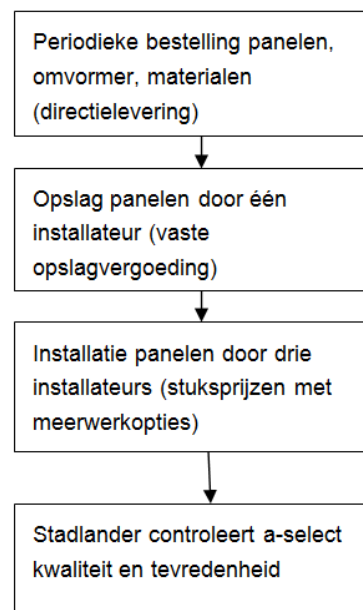 Periodieke bestelling panelen,
omvormer, materialen
(directielevering)
Opslag panelen door één
installateur (vaste
opslagvergoeding)
Installatie panelen door drie
installateurs (stuksprijzen met
meerwerkopties)
Stadlander controleert a-select
kwaliteit en tevredenheid